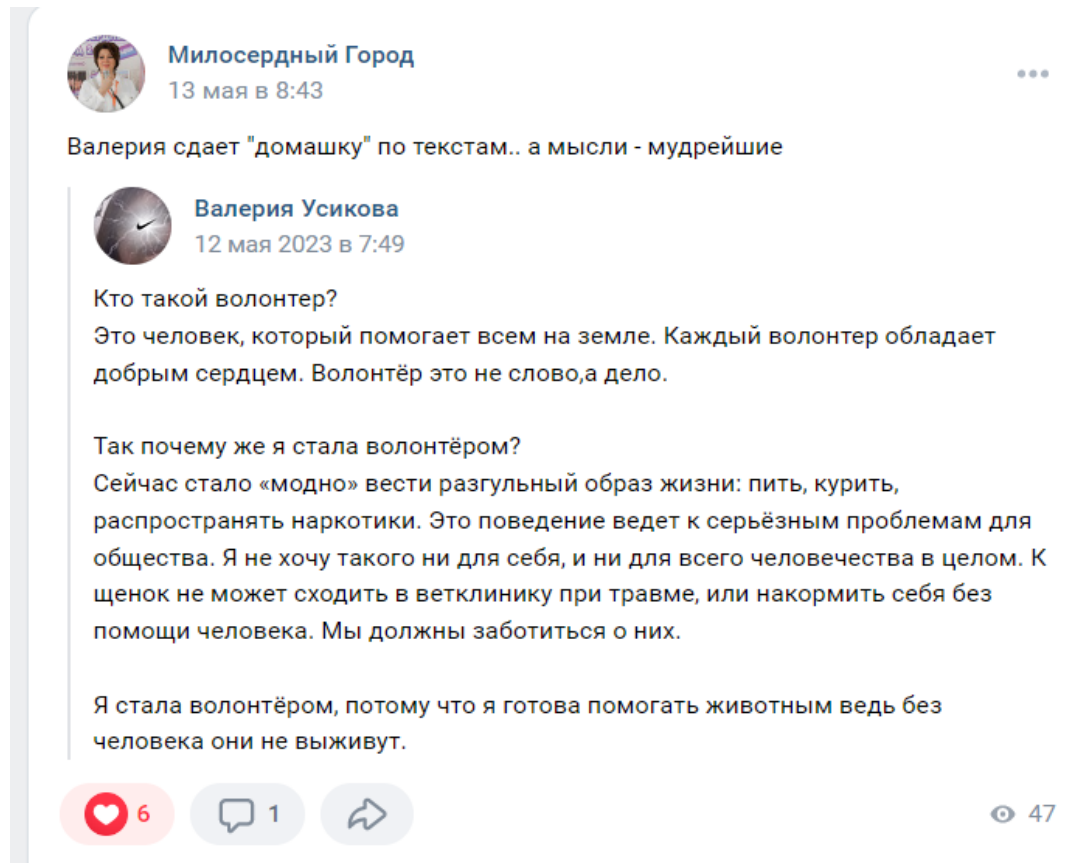 Милосердный Город
13 мая в 8:43
Валерия сдает "домашку" по текстам.. а мысли - мудрейшие
Валерия Усикова
12 мая 2023 в 7:49
Кто такой волонтер?
Это человек, который помогает всем на земле. Каждый волонтер обладает
добрым сердцем. Волонтёр это не слово,а дело.
Так почему же я стала волонтёром?
Сейчас стало «модно» вести разгульный образ жизни: пить, курить,
распространять наркотики. Это поведение ведет к серьёзным проблемам для
общества. Я не хочу такого ни для себя, и ни для всего человечества в целом. К
щенок не может сходить в ветклинику при травме, или накормить себя без
помощи человека. Мы должны заботиться о них.
Я стала волонтёром, потому что я готова помогать животным ведь без
человека они не выживут.
6 1 47